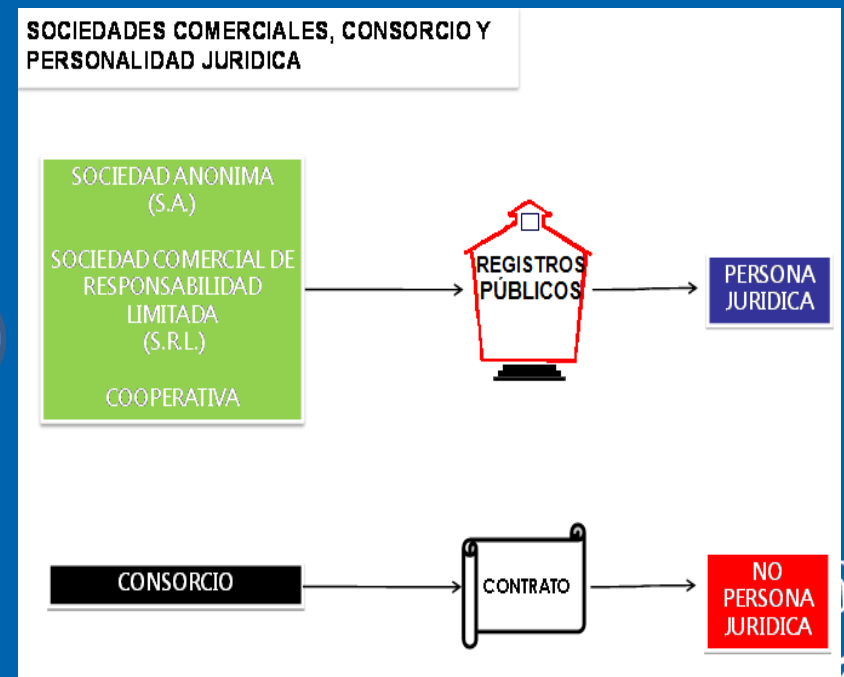 SOCIEDADES COMERCIALES, CONSORCIO Y
PERSONALIDAD JURIDICA
SOCIEDAD ANONIMA
(S.A.)
SOCIEDAD COMERCIAL DE
RESPONSABILIDAD
LIMITADA
(S.R.L.)
COOPERATIVA
REGISTROS
PÚBLICOS
PERSONA
JURIDICA
CONSORCIO
CONTRATO
NO
PERSONA
JURIDICA